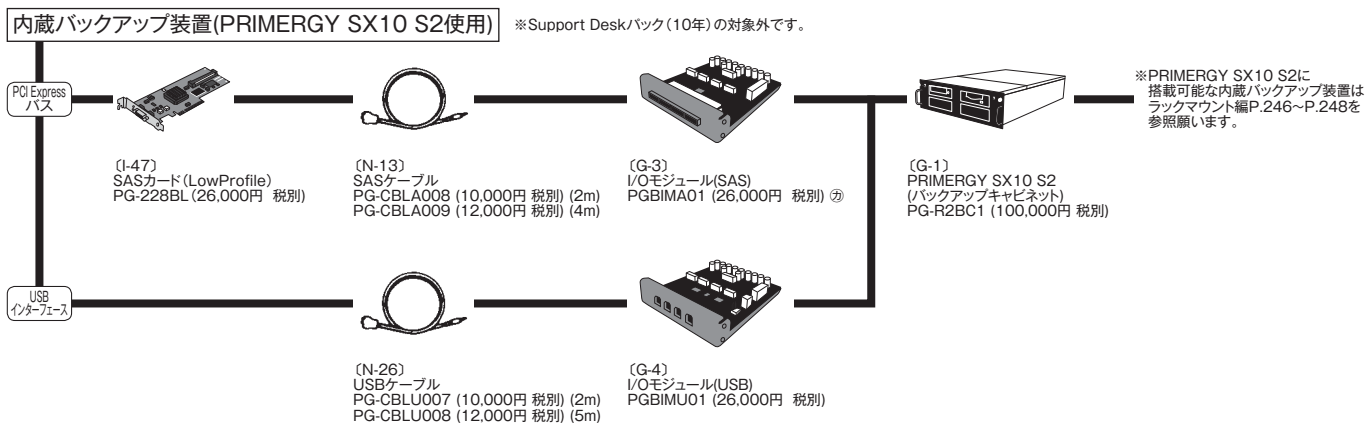 内蔵バックアップ装置(PRIMERGY SX10 S2使用)
※Support Deskパック（10年）の対象外です。
PCI Express
バス
※PRIMERGY SX10 S2に
搭載可能な内蔵バックアップ装置は
ラックマウント編P.246～P.248を
参照願います。
〔I-47〕
SASカード（LowProfile）
PG-228BL（26,000円 税別）
〔N-13〕
SASケーブル
PG-CBLA008 (10,000円 税別) (2m)
PG-CBLA009 (12,000円 税別) (4m)
〔G-3〕
I/Oモジュール(SAS)
PGBIMA01 (26,000円 税別) ㋕
〔G-1〕
PRIMERGY SX10 S2
(バックアップキャビネット)
PG-R2BC1 (100,000円 税別)
USB
インターフェース
〔N-26〕
USBケーブル
PG-CBLU007 (10,000円 税別) (2m)
PG-CBLU008 (12,000円 税別) (5m)
〔G-4〕
I/Oモジュール(USB)
PGBIMU01 (26,000円 税別)